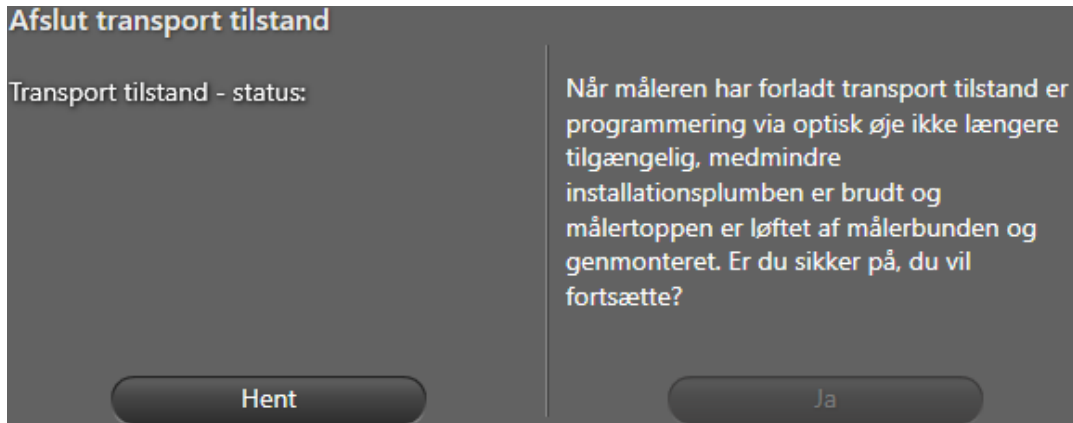 Afslut transport tilstand
Transport tilstand - status:
Når måleren har forladt transport tilstand er
programmering via optisk øje ikke længere
tilgængelig, medmindre
installationsplumben er brudt og
målertoppen er løftet af målerbunden og
genmonteret. Er du sikker på, du vil
fortsætte?
Hent
Ja